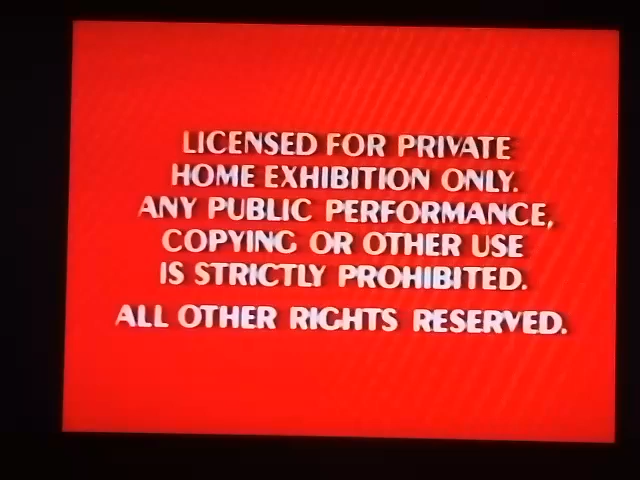 LICENSED FOR PRIVATE
HOME EXHIBITION ONLY.
ANY PUBLIC PERFORMANCE,
COPYING OR OTHER USE
IS STRICTLY PROHIBITED.
ALL OTHER RIGHTS RESERVED.